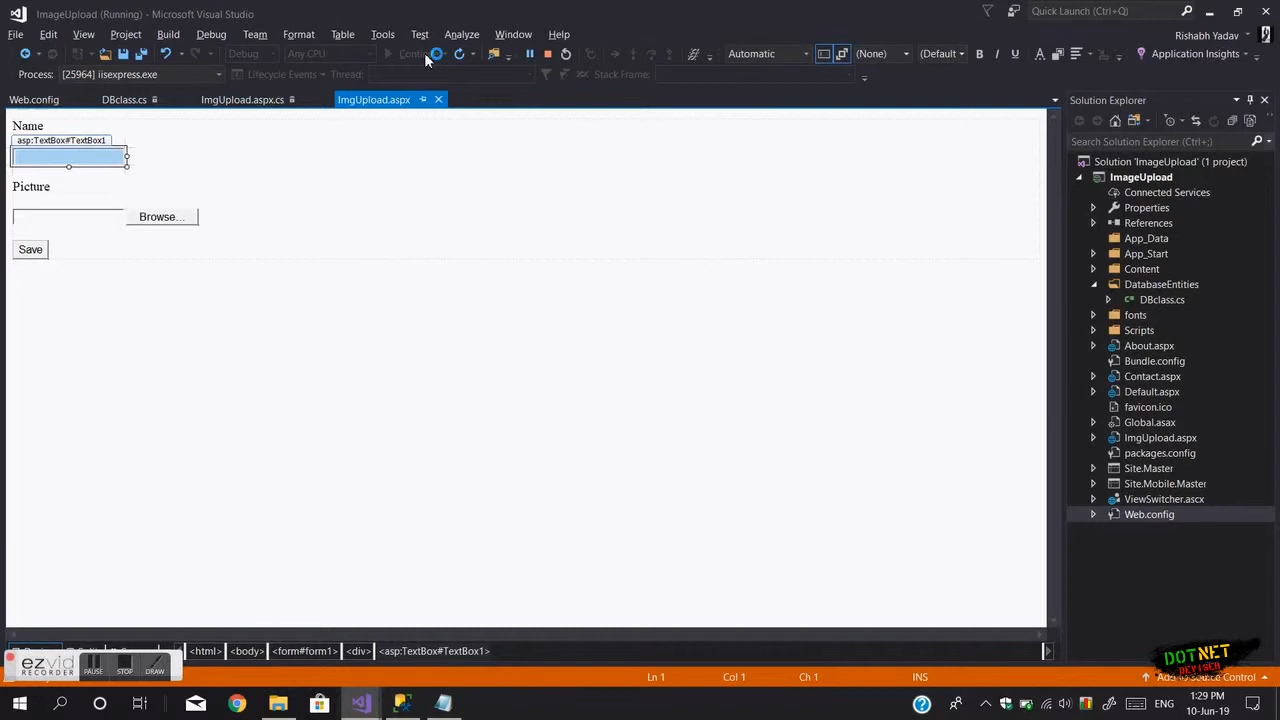 ImageUpload (Running) - Microsoft Visual Studio
Quick Launch (Ctrl+Q)
File Edit View Project Build Debug Team Format Table Tools Test Analyze Window Help
Rishabh Yadav
Debug Any CPU Automatic (None) (Default) B I U A Application Insights
Process: [25964] iisexpress.exe Lifecycle Events Thread: Stack Frame:
Web.config DBclass.cs ImgUpload.aspx.cs ImgUpload.aspx
Solution Explorer
Name
asp:TextBox#TextBox1
Picture
Browse...
Save
Search Solution Explorer (Ctrl+;)
Solution 'ImageUpload' (1 project)
ImageUpload
Connected Services
Properties
References
App_Data
App_Start
Content
DatabaseEntities
DBclass.cs
fonts
Scripts
About.aspx
Bundle.config
Contact.aspx
Default.aspx
favicon.ico
Global.asax
ImgUpload.aspx
packages.config
Site.Master
Site.Mobile.Master
ViewSwitcher.ascx
Web.config
<html> <body> <form#form1> <div> <asp:TextBox#TextBox1>
ezvid
RECORDER
PAUSE STOP DRAW
DOTNET
DEVISER
Ln 1 Col 1 Ch 1 INS
Source Control
1:29 PM
10-Jun-19